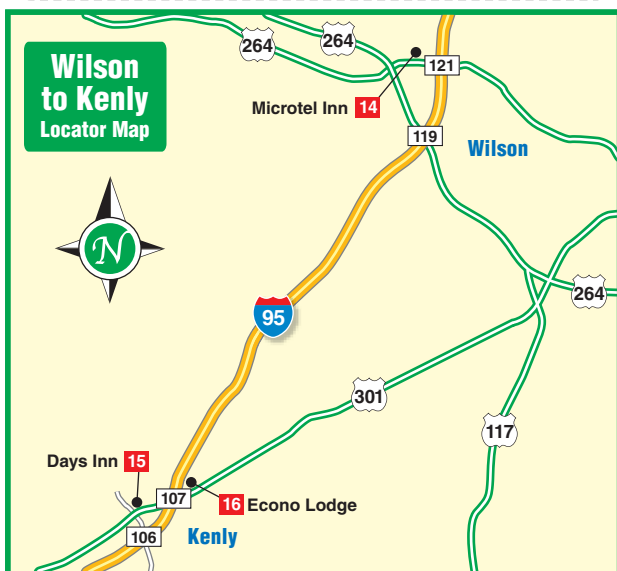 Wilson
to Kenly
Locator Map
264
264
121
Microtel Inn 14
119
Wilson
N
264
95
301
117
Days Inn 15
107
16 Econo Lodge
106
Kenly